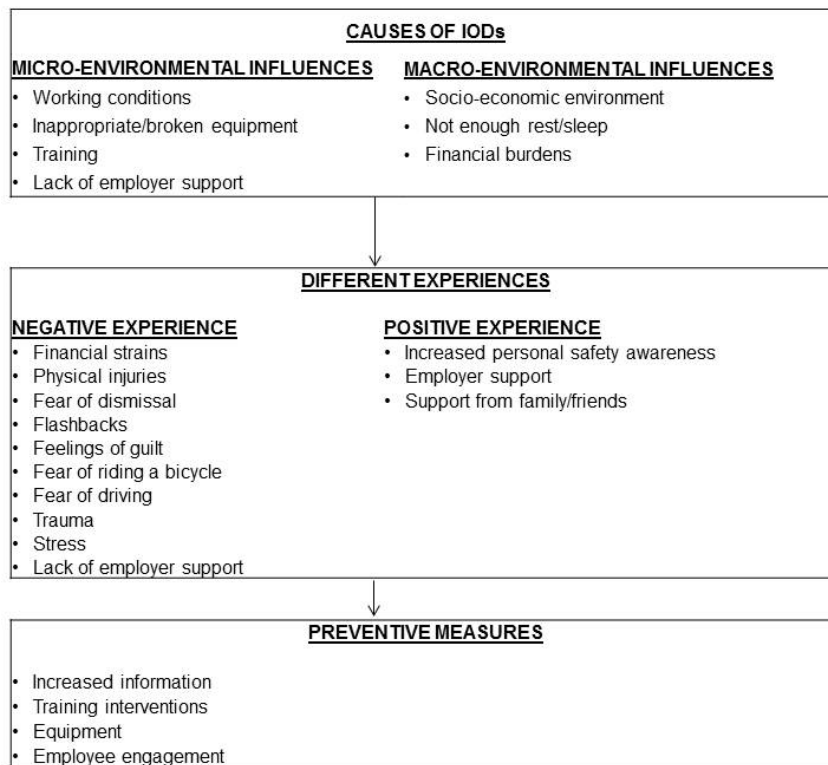 CAUSES OF IODs
MICRO-ENVIRONMENTAL INFLUENCES
• Working conditions
• Inappropriate/broken equipment
• Training
• Lack of employer support
MACRO-ENVIRONMENTAL INFLUENCES
• Socio-economic environment
• Not enough rest/sleep
• Financial burdens
DIFFERENT EXPERIENCES
NEGATIVE EXPERIENCE
• Financial strains
• Physical injuries
• Fear of dismissal
• Flashbacks
• Feelings of guilt
• Fear of riding a bicycle
• Fear of driving
• Trauma
• Stress
• Lack of employer support
POSITIVE EXPERIENCE
• Increased personal safety awareness
• Employer support
• Support from family/friends
PREVENTIVE MEASURES
• Increased information
• Training interventions
• Equipment
• Employee engagement